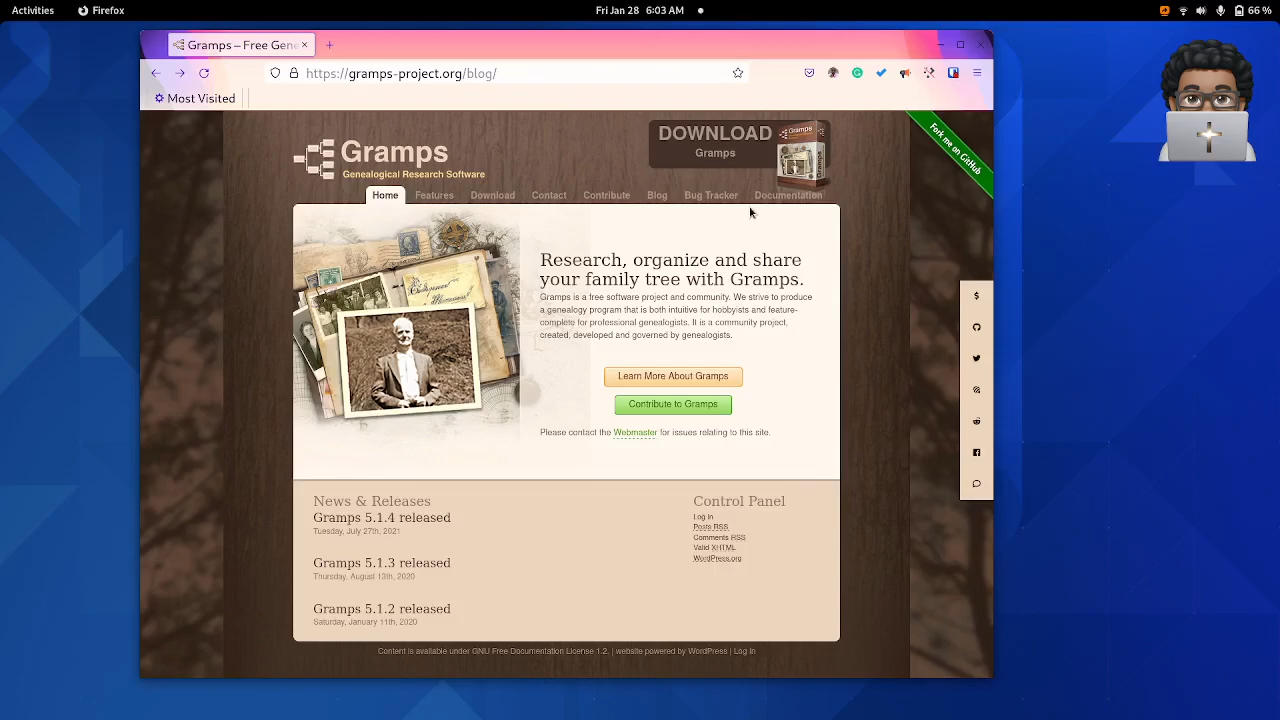 Activities
Firefox
Fri Jan 28 6:03 AM
66 %
Gramps – Free Gene
https://gramps-project.org/blog/
Most Visited
Gramps
Genealogical Research Software
DOWNLOAD
Gramps
Gramps
Gramps
Fork me on GitHub
Home
Features
Download
Contact
Contribute
Blog
Bug Tracker
Documentation
Research, organize and share
your family tree with Gramps.
Gramps is a free software project and community. We strive to produce
a genealogy program that is both intuitive for hobbyists and feature-
complete for professional genealogists. It is a community project,
created, developed and governed by genealogists.
Learn More About Gramps
Contribute to Gramps
Please contact the Webmaster for issues relating to this site.
News & Releases
Gramps 5.1.4 released
Tuesday, July 27th, 2021
Gramps 5.1.3 released
Thursday, August 13th, 2020
Gramps 5.1.2 released
Saturday, January 11th, 2020
Control Panel
Log in
Posts RSS
Comments RSS
Valid XHTML
WordPress.org
Content is available under GNU Free Documentation License 1.2. | website powered by WordPress | Log in